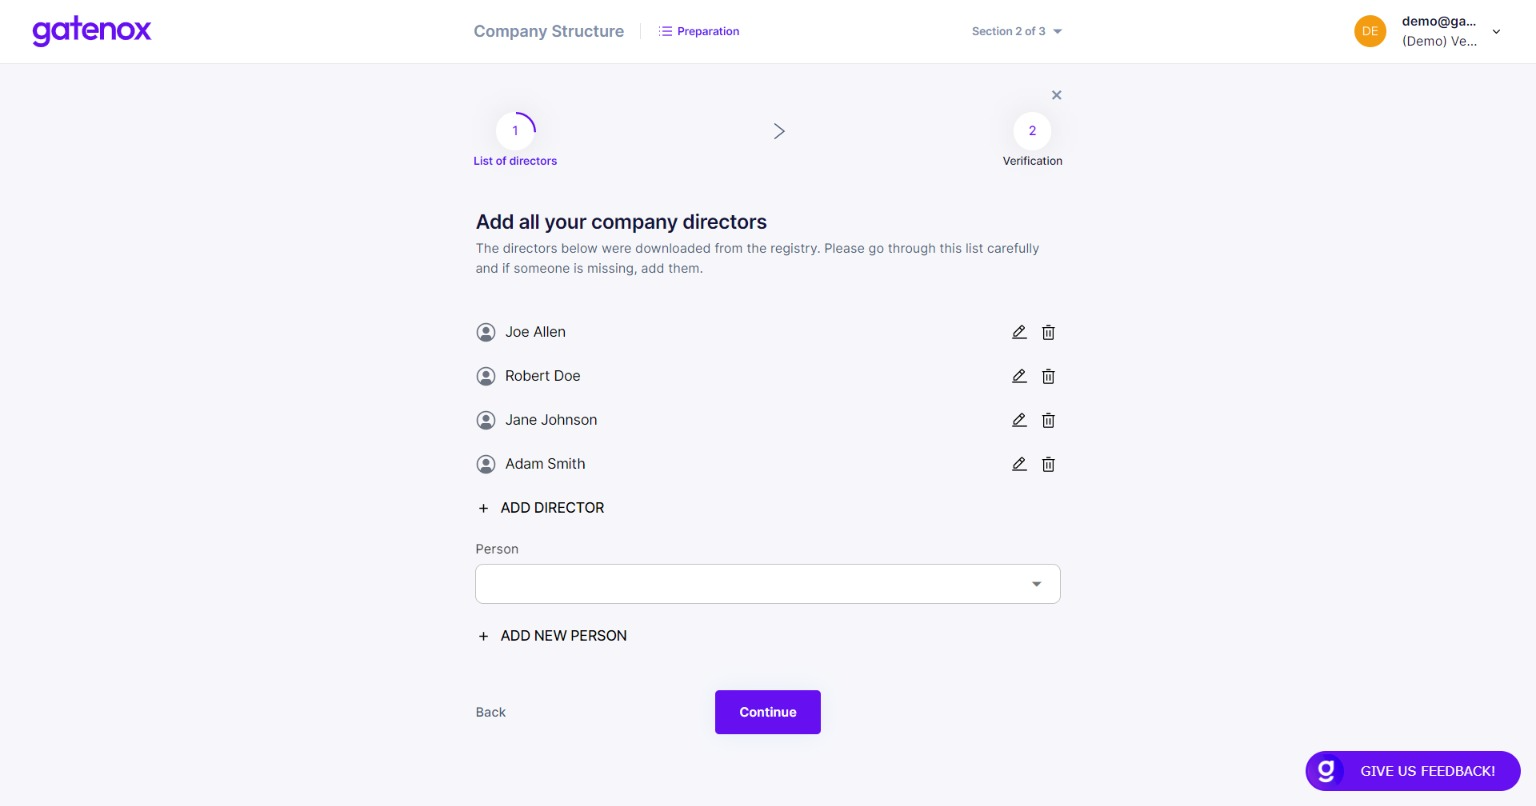 gatenox
Company Structure
Preparation
Section 2 of 3
DE
demo@ga...
(Demo) Ve...
1
2
List of directors
Verification
Add all your company directors
The directors below were downloaded from the registry. Please go through this list carefully
and if someone is missing, add them.
Joe Allen
Robert Doe
Jane Johnson
Adam Smith
+ ADD DIRECTOR
Person
+ ADD NEW PERSON
Back
Continue
g GIVE US FEEDBACK!